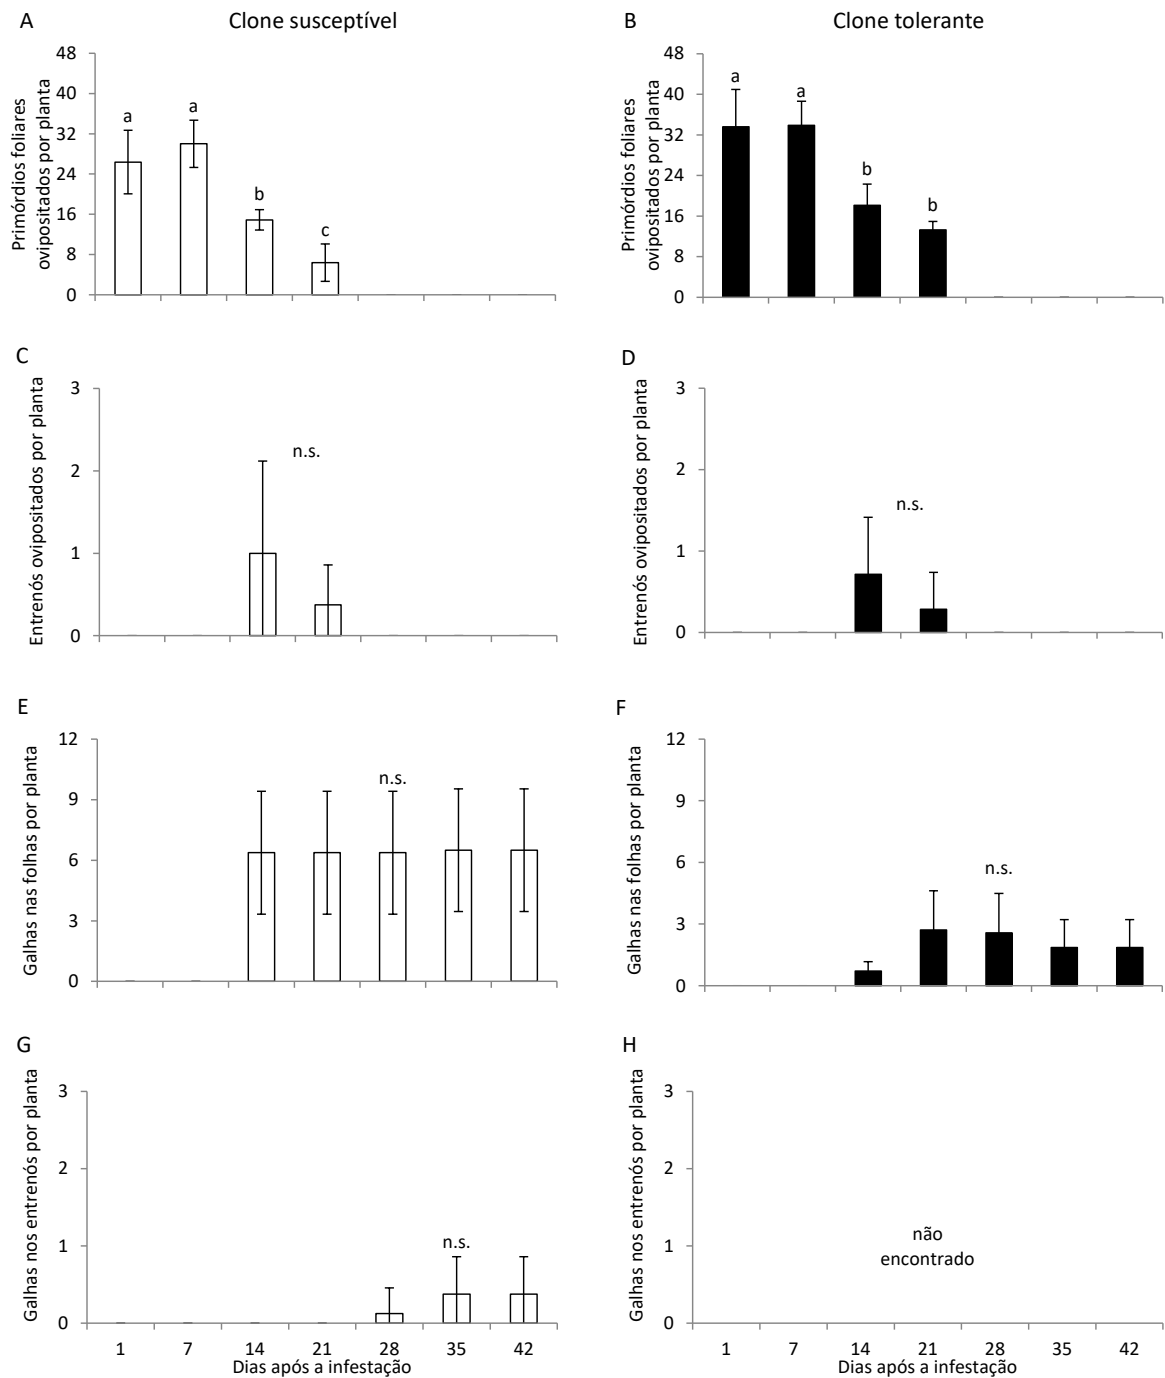 A
Clone susceptível
B
Clone tolerante
Primórdios foliares
ovipositados por planta
48
40
32
24
16
8
0
a
a
b
c
Primórdios foliares
ovipositados por planta
48
40
32
24
16
8
0
a
a
b
b
C
Entrenós ovipositados por planta
3
2
1
0
n.s.
D
Entrenós ovipositados por planta
3
2
1
0
n.s.
E
Galhas nas folhas por planta
12
9
6
3
0
n.s.
F
Galhas nas folhas por planta
12
9
6
3
0
n.s.
G
Galhas nos entrenós por planta
3
2
1
0
n.s.
1 7 14 21 28 35 42
Dias após a infestação
H
Galhas nos entrenós por planta
3
2
1
0
não
encontrado
1 7 14 21 28 35 42
Dias após a infestação